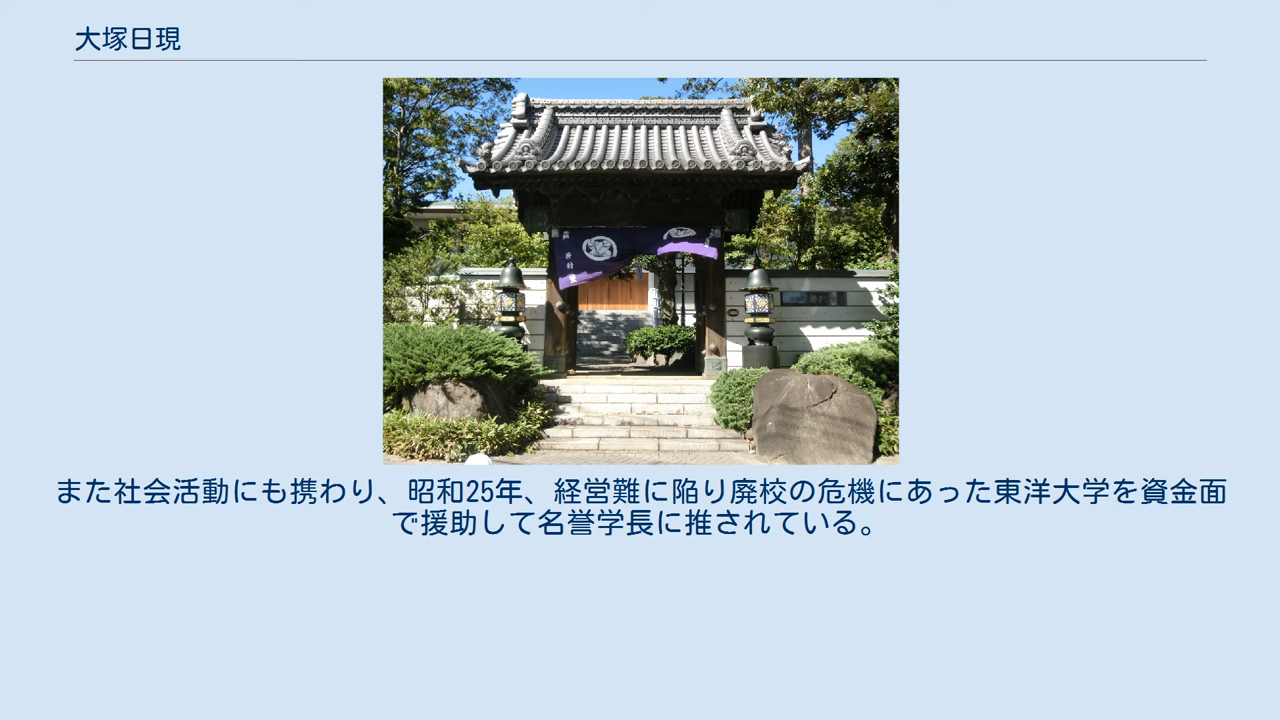 大塚日現
また社会活動にも携わり、昭和25年、経営難に陥り廃校の危機にあった東洋大学を資金面
で援助して名誉学長に推されている。